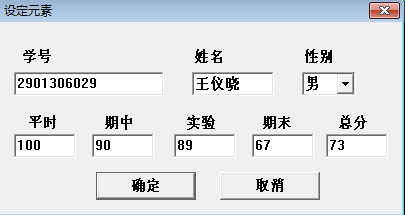 设定元素
学号 姓名 性别
2901306029 王仪晓 男
平时 期中 实验 期末 总分
100 90 89 67 73
确定 取消